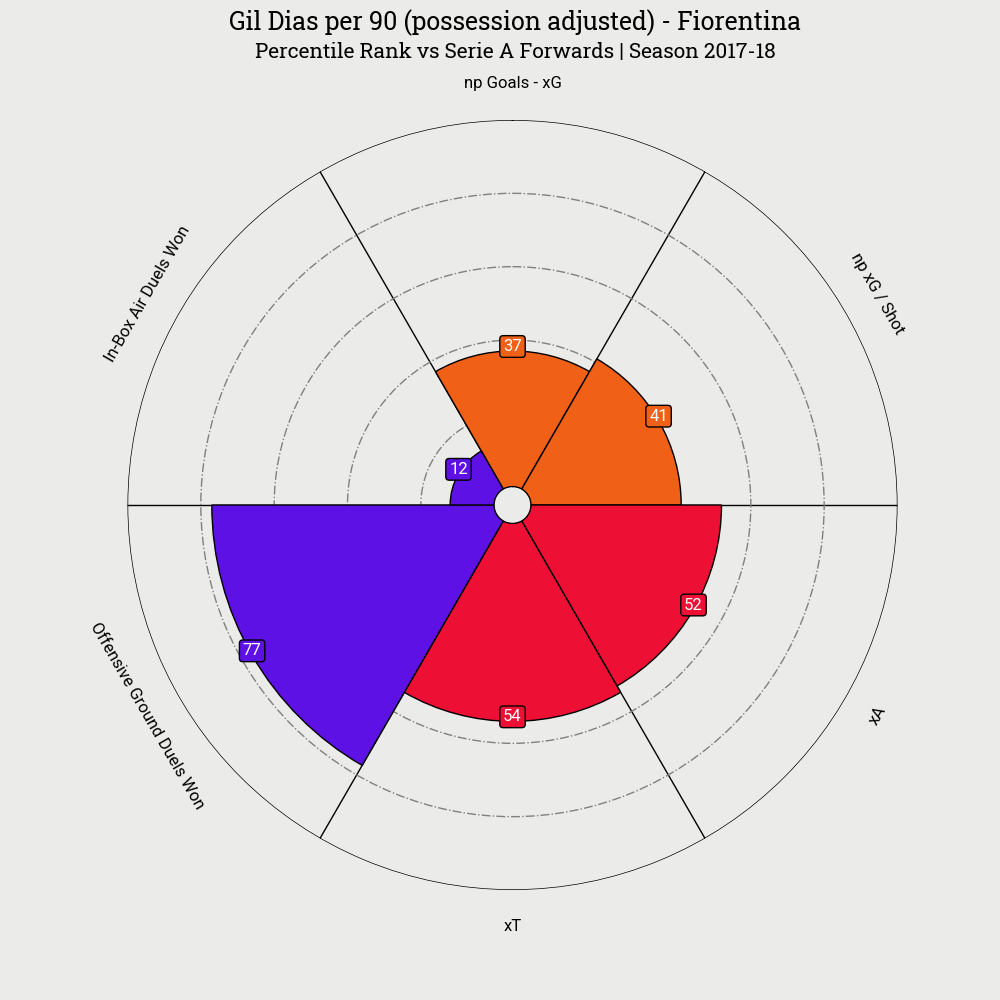 Gil Dias per 90 (possession adjusted) - Fiorentina
Percentile Rank vs Serie A Forwards | Season 2017-18
np Goals - xG
np xG / Shot
In-Box Air Duels Won
37
41
12
52
77
54
Offensive Ground Duels Won
xA
xT